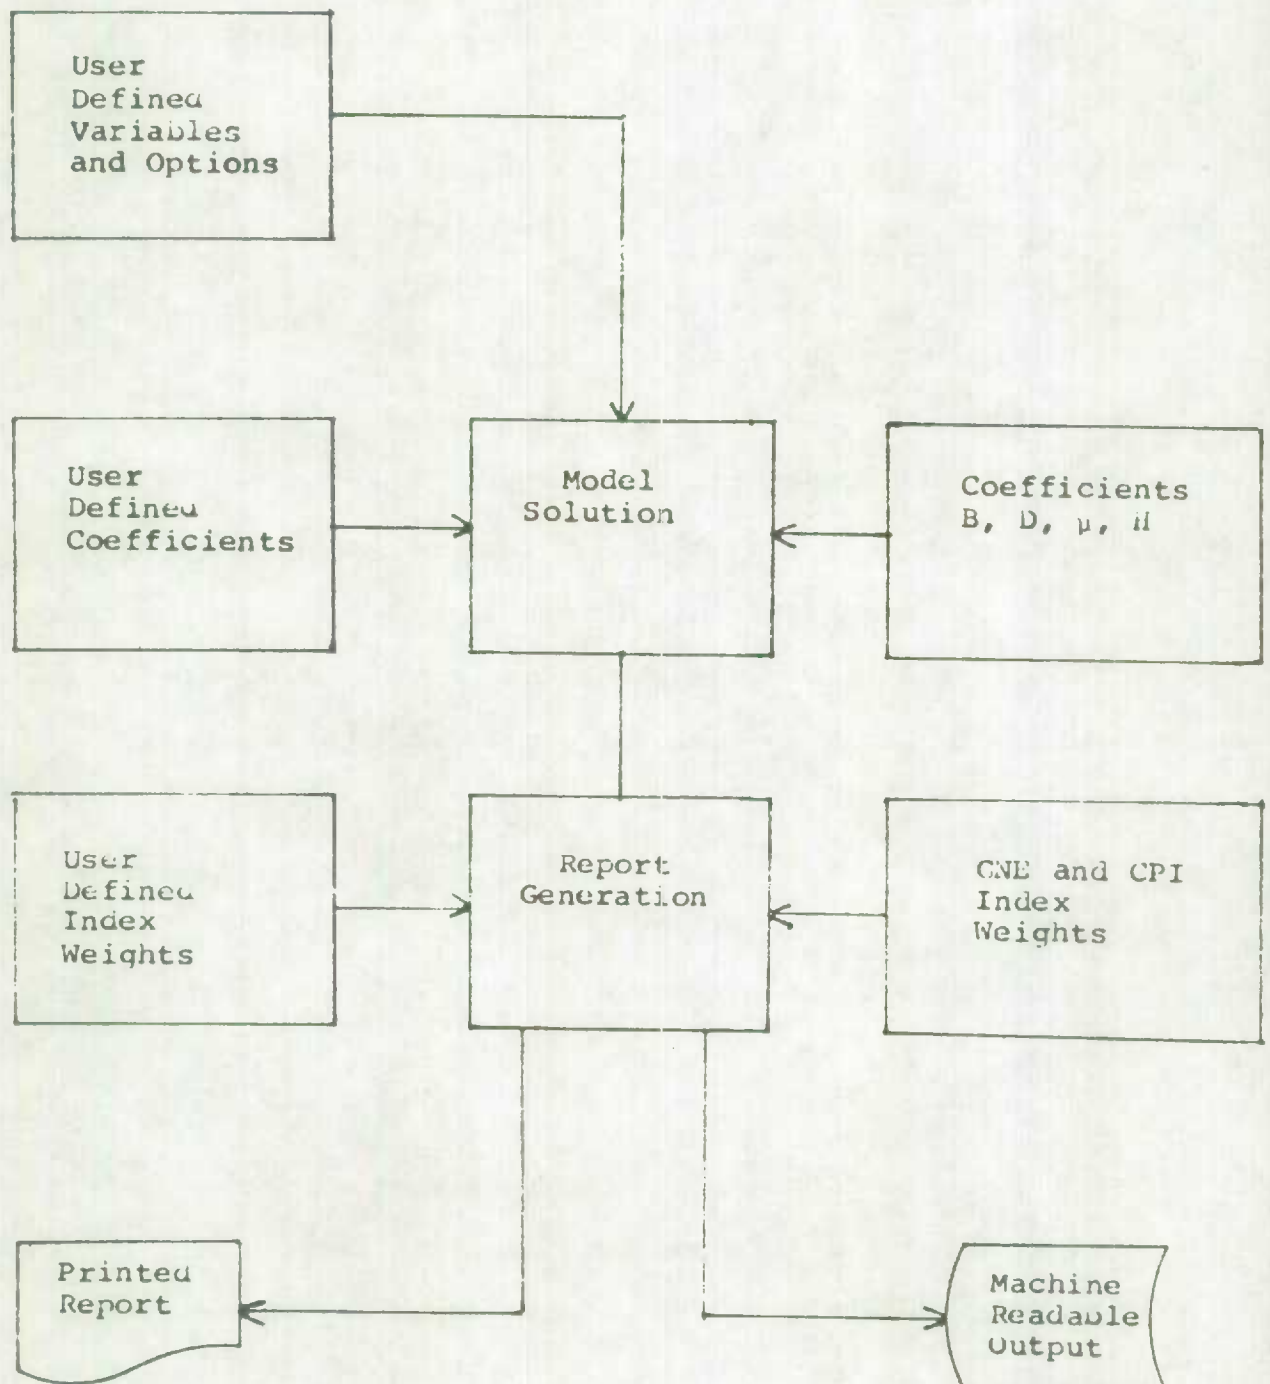 User
Defined
Variables
and Options
User
Defined
Coefficients
Model
Solution
Coefficients
B, D, μ, H
User
Defined
Index
Weights
Report
Generation
GNE and CPI
Index
Weights
Printed
Report
Machine
Readable
Output